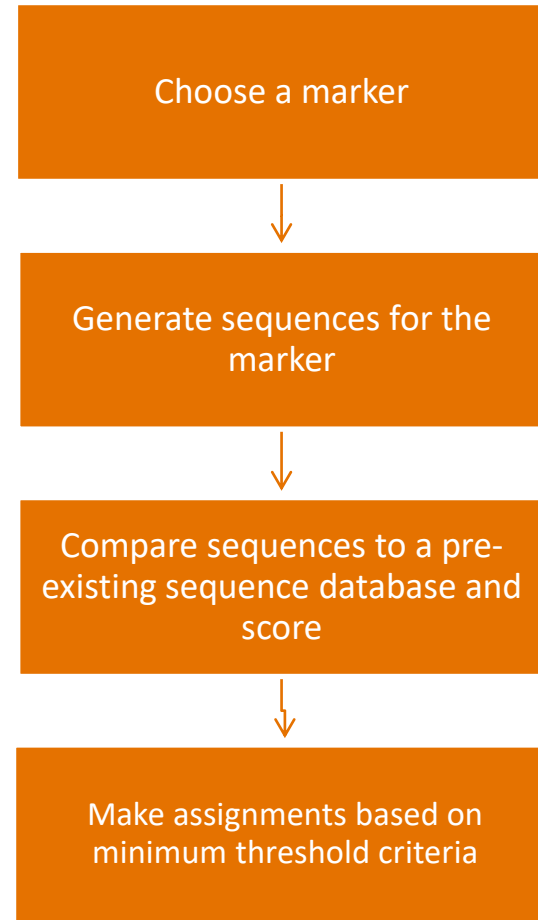 Choose a marker
Generate sequences for the
marker
Compare sequences to a pre-
existing sequence database and
score
Make assignments based on
minimum threshold criteria